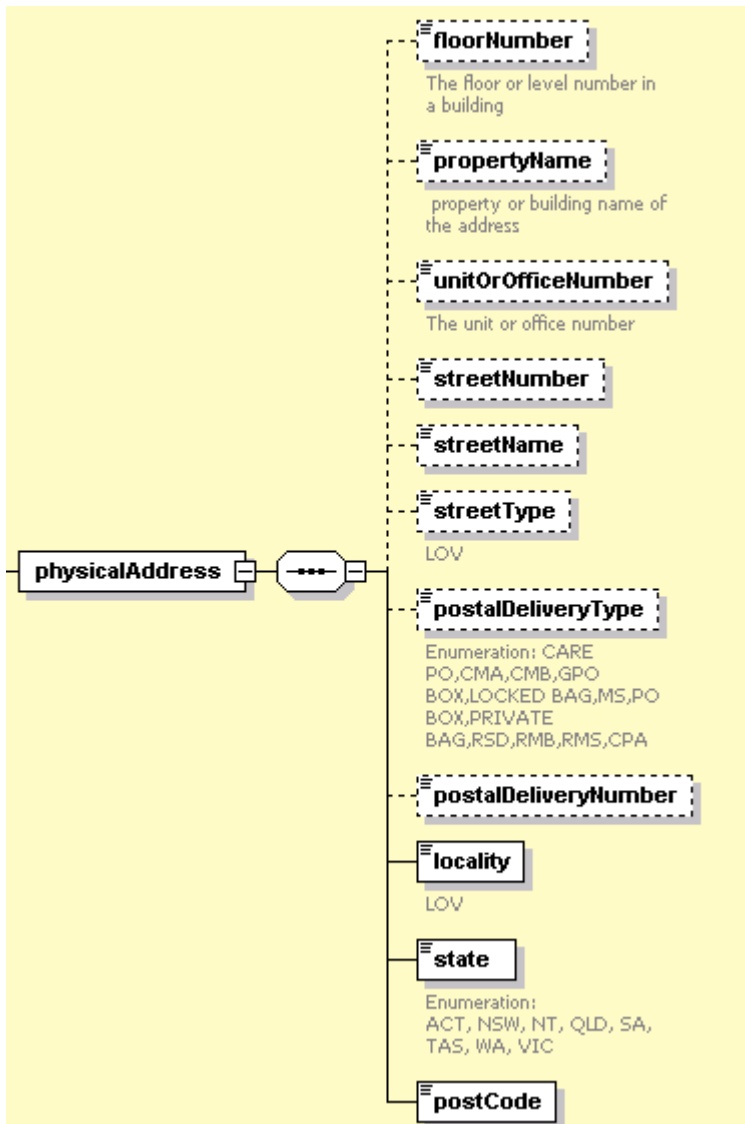 floorNumber
The floor or level number in
a building
propertyName
property or building name of
the address
unitOrOfficeNumber
The unit or office number
streetNumber
streetName
streetType
LOV
physicalAddress
postalDeliveryType
Enumeration: CARE
PO,CMA,CMB,GPO
BOX,LOCKED BAG,MS,PO
BOX,PRIVATE
BAG,RSD,RMB,RMS,CPA
postalDeliveryNumber
locality
LOV
state
Enumeration:
ACT, NSW, NT, QLD, SA,
TAS, WA, VIC
postCode